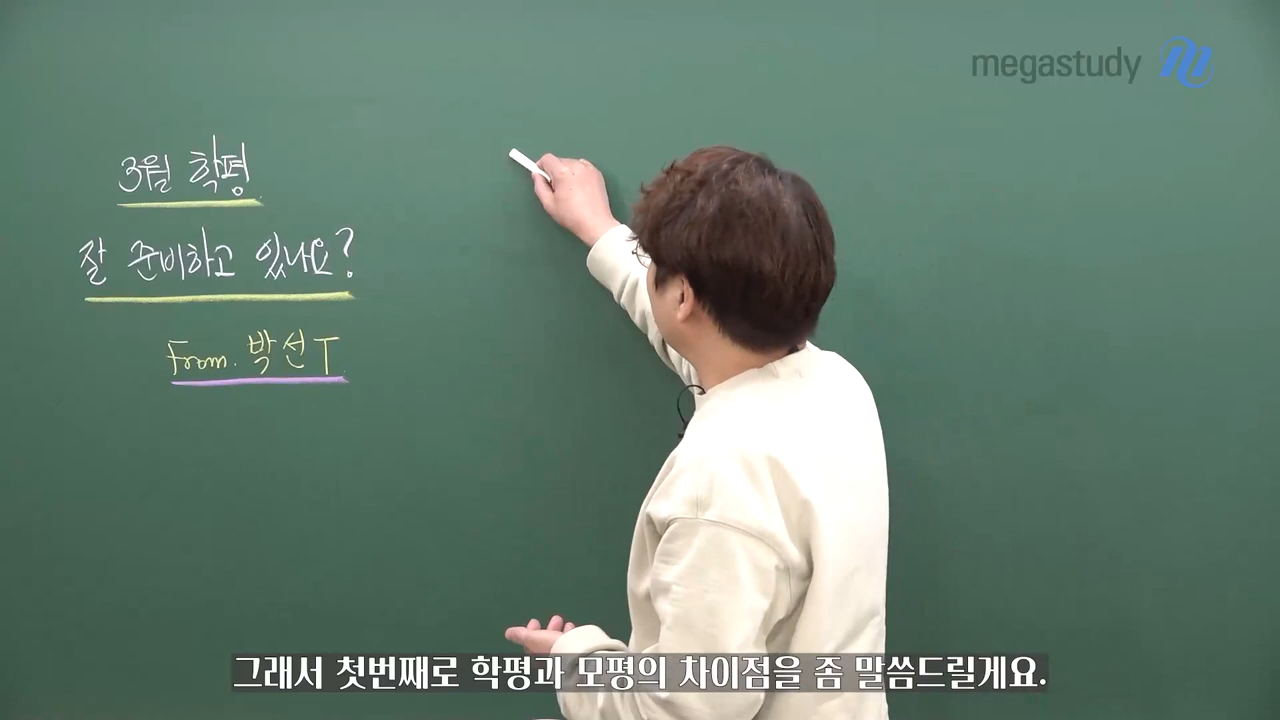 megastudy
3월 학평
잘 준비하고 있나요?
From. 박선T
그래서 첫번째로 학평과 모평의 차이점을 좀 말씀드릴게요.